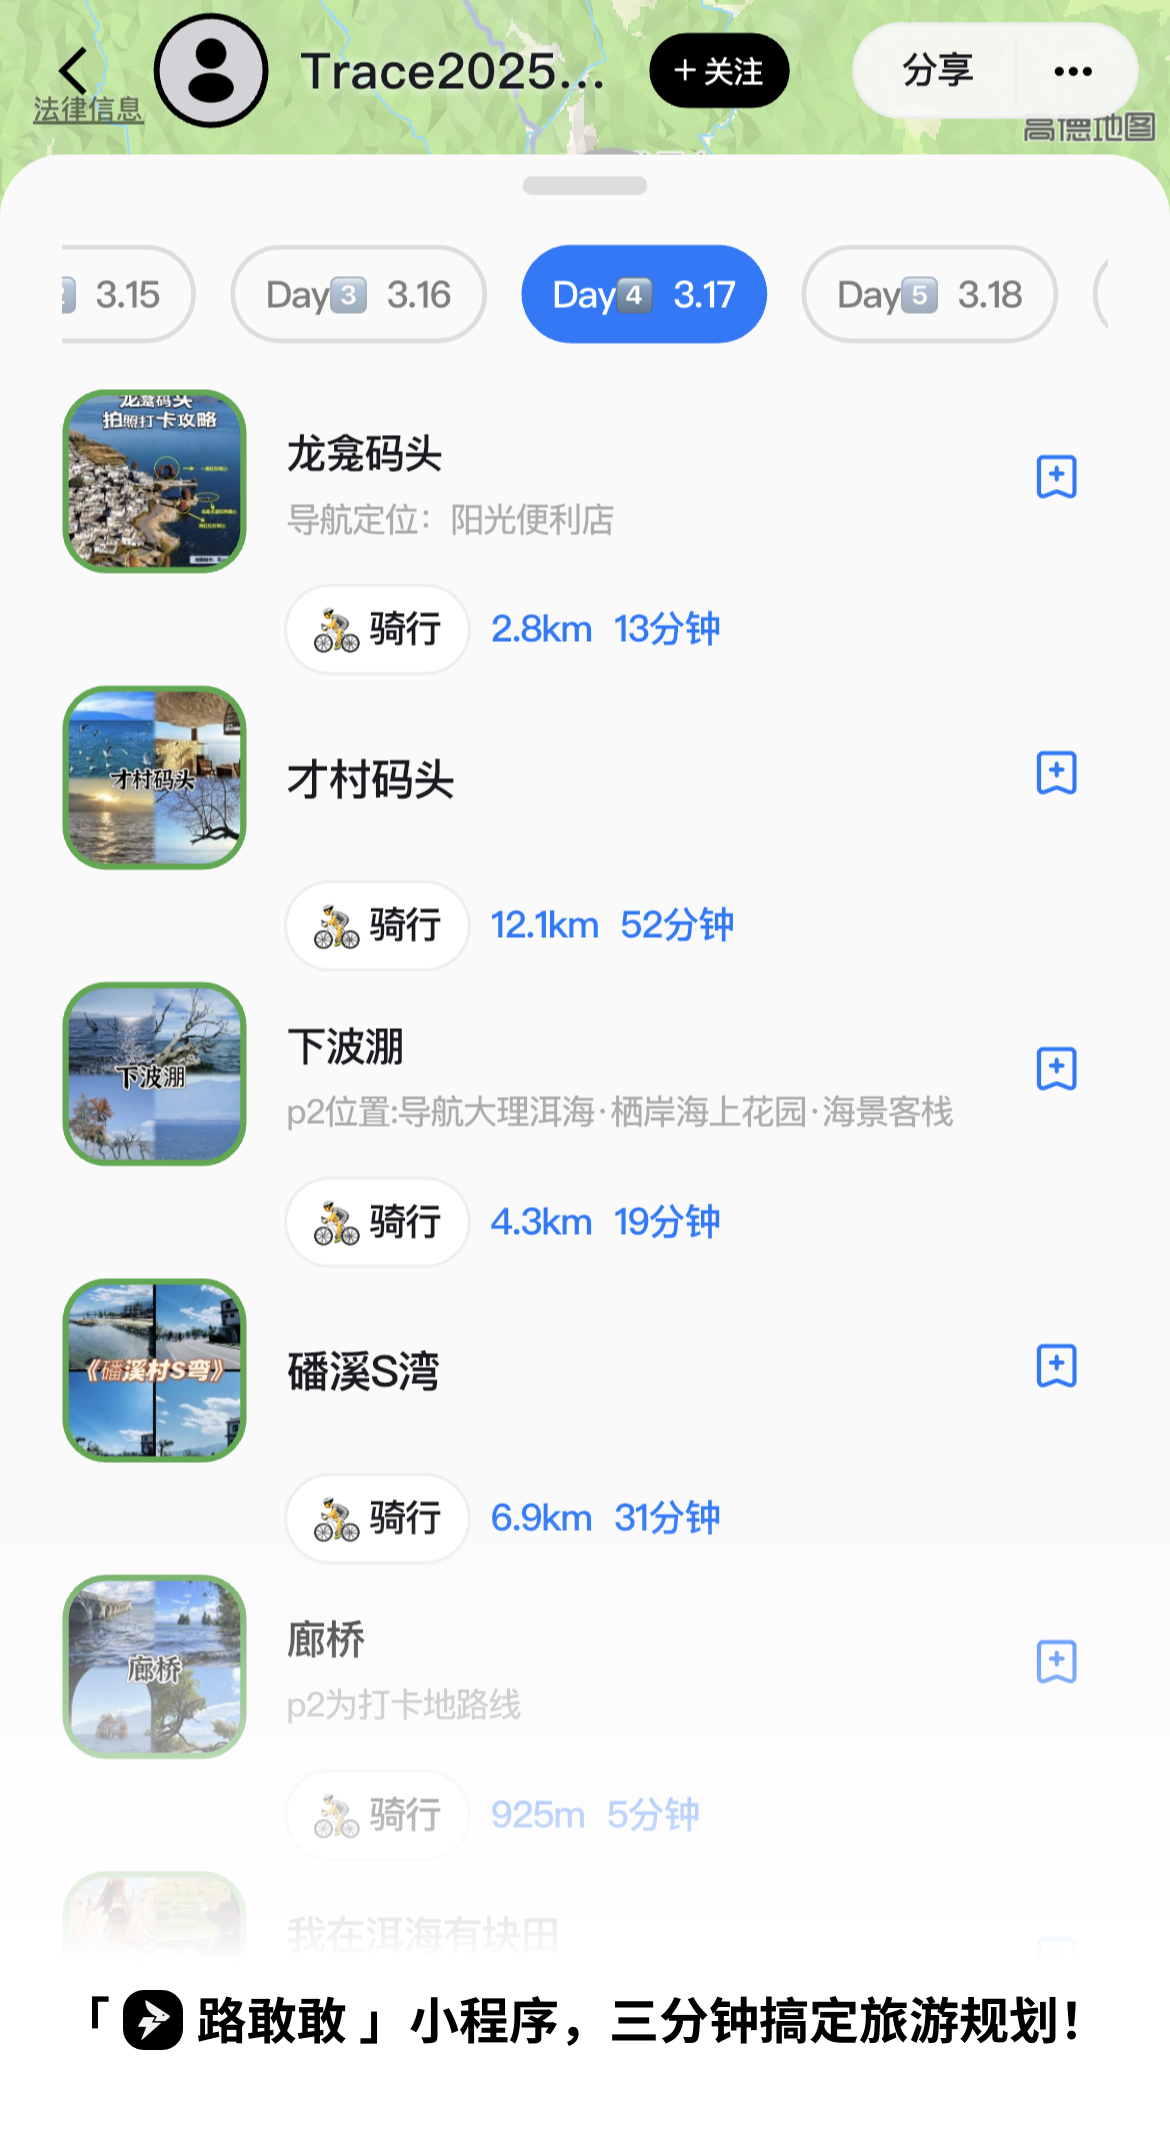 Trace2025...
+ 关注
分享
法律信息
高德地图
3.15
Day3 3.16
Day4 3.17
Day5 3.18
龙龛码头
拍照打卡攻略
龙龛码头
导航定位：阳光便利店
骑行 2.8km 13分钟
才村码头
才村码头
骑行 12.1km 52分钟
下波淜
下波淜
p2位置:导航大理洱海·栖岸海上花园·海景客栈
骑行 4.3km 19分钟
《磻溪村S弯》
磻溪S湾
骑行 6.9km 31分钟
廊桥
廊桥
p2为打卡地路线
骑行 925m 5分钟
我在洱海有块田
「 路敢敢 」小程序，三分钟搞定旅游规划！